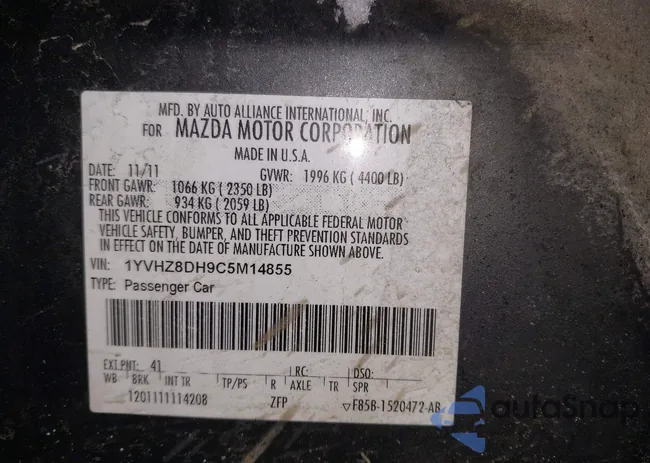 MFD. BY AUTO ALLIANCE INTERNATIONAL, INC.
FOR MAZDA MOTOR CORPORATION
MADE IN U.S.A.
DATE: 11/11 GVWR: 1996 KG ( 4400 LB)
FRONT GAWR: 1066 KG ( 2350 LB)
REAR GAWR: 934 KG ( 2059 LB)
THIS VEHICLE CONFORMS TO ALL APPLICABLE FEDERAL MOTOR
VEHICLE SAFETY, BUMPER, AND THEFT PREVENTION STANDARDS
IN EFFECT ON THE DATE OF MANUFACTURE SHOWN ABOVE.
VIN: 1YVHZ8DH9C5M14855
TYPE: Passenger Car
EXT PNT: 41 RC: DSO:
WB BRK INT TR TP/PS R AXLE TR SPR
1201111114208 ZFP ▽F85B-1520472-AB
autoSnap